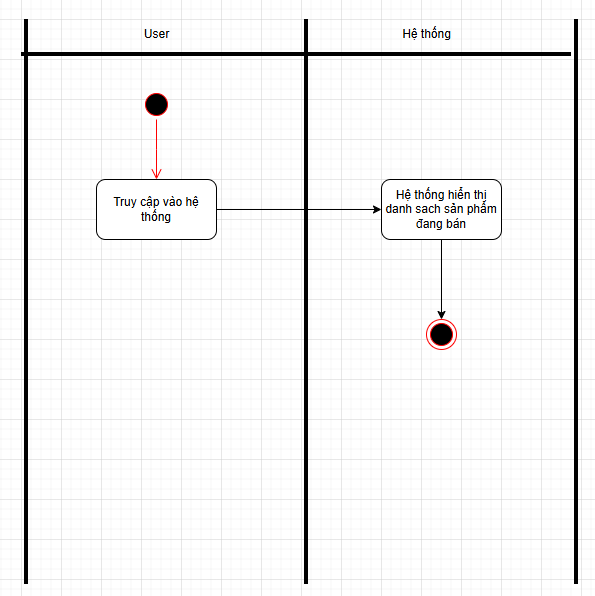 User
Hệ thống
Truy cập vào hệ
thống
Hệ thống hiển thị
danh sach sản phẩm
đang bán